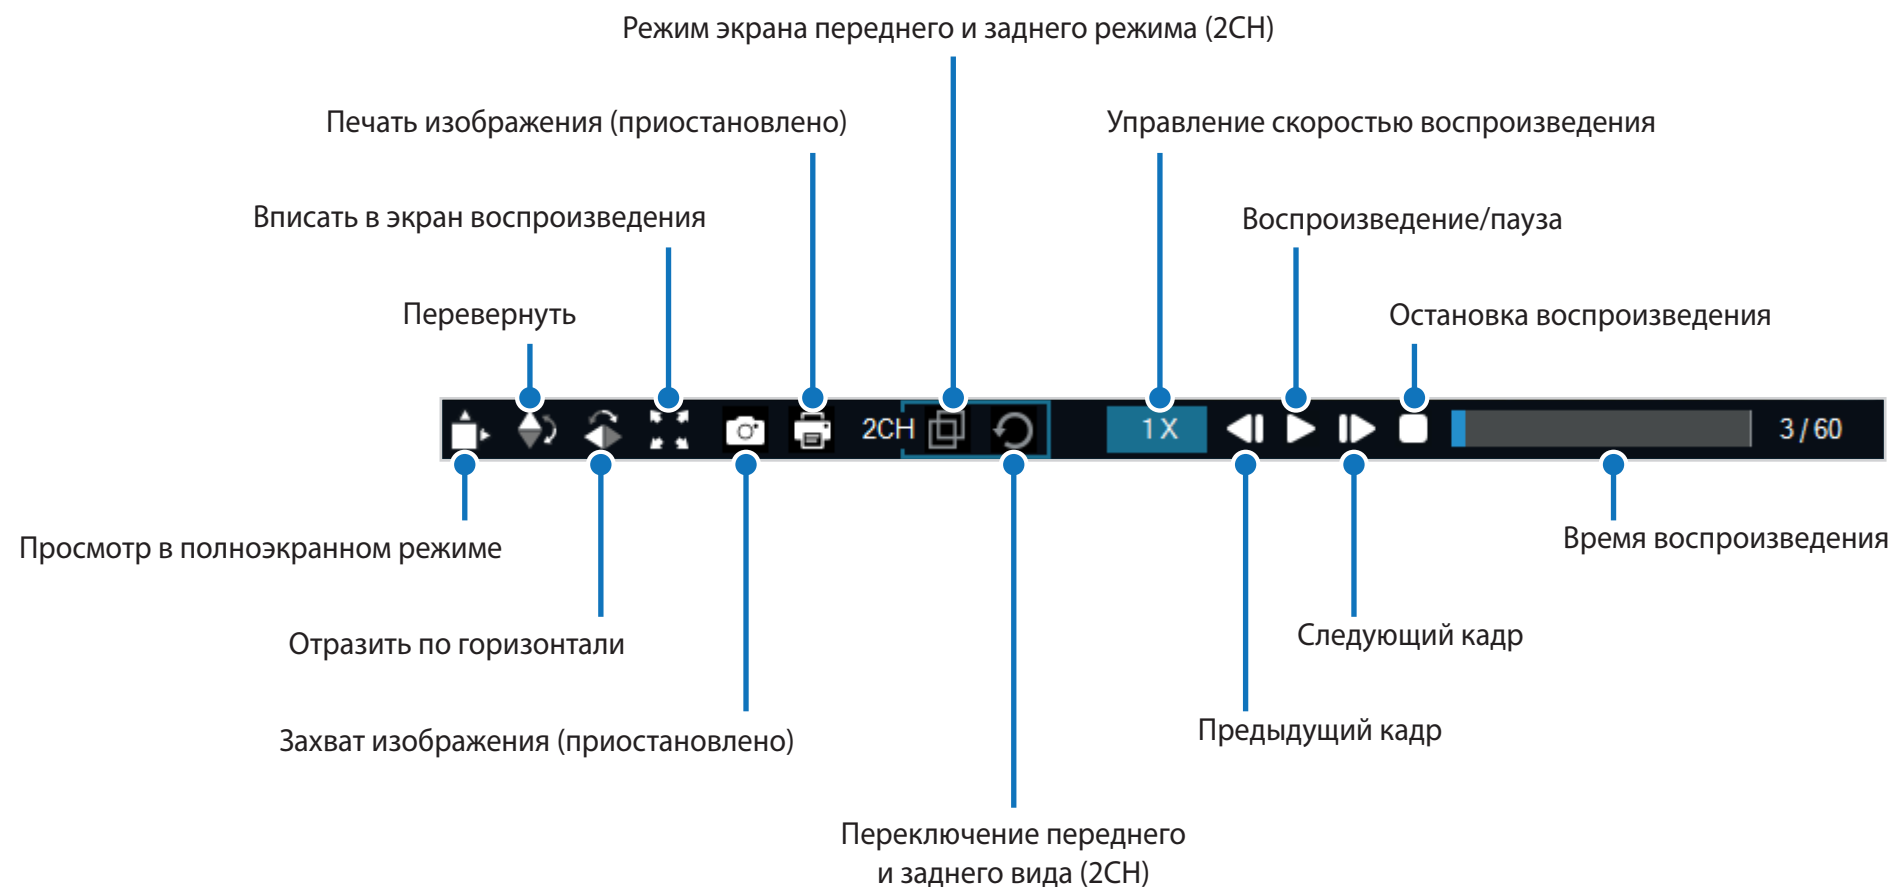 Режим экрана переднего и заднего режима (2CH)
Печать изображения (приостановлено)
Управление скоростью воспроизведения
Вписать в экран воспроизведения
Воспроизведение/пауза
Перевернуть
Остановка воспроизведения
2CH
1 X
3 / 60
Просмотр в полноэкранном режиме
Время воспроизведения
Отразить по горизонтали
Следующий кадр
Захват изображения (приостановлено)
Предыдущий кадр
Переключение переднего
и заднего вида (2CH)